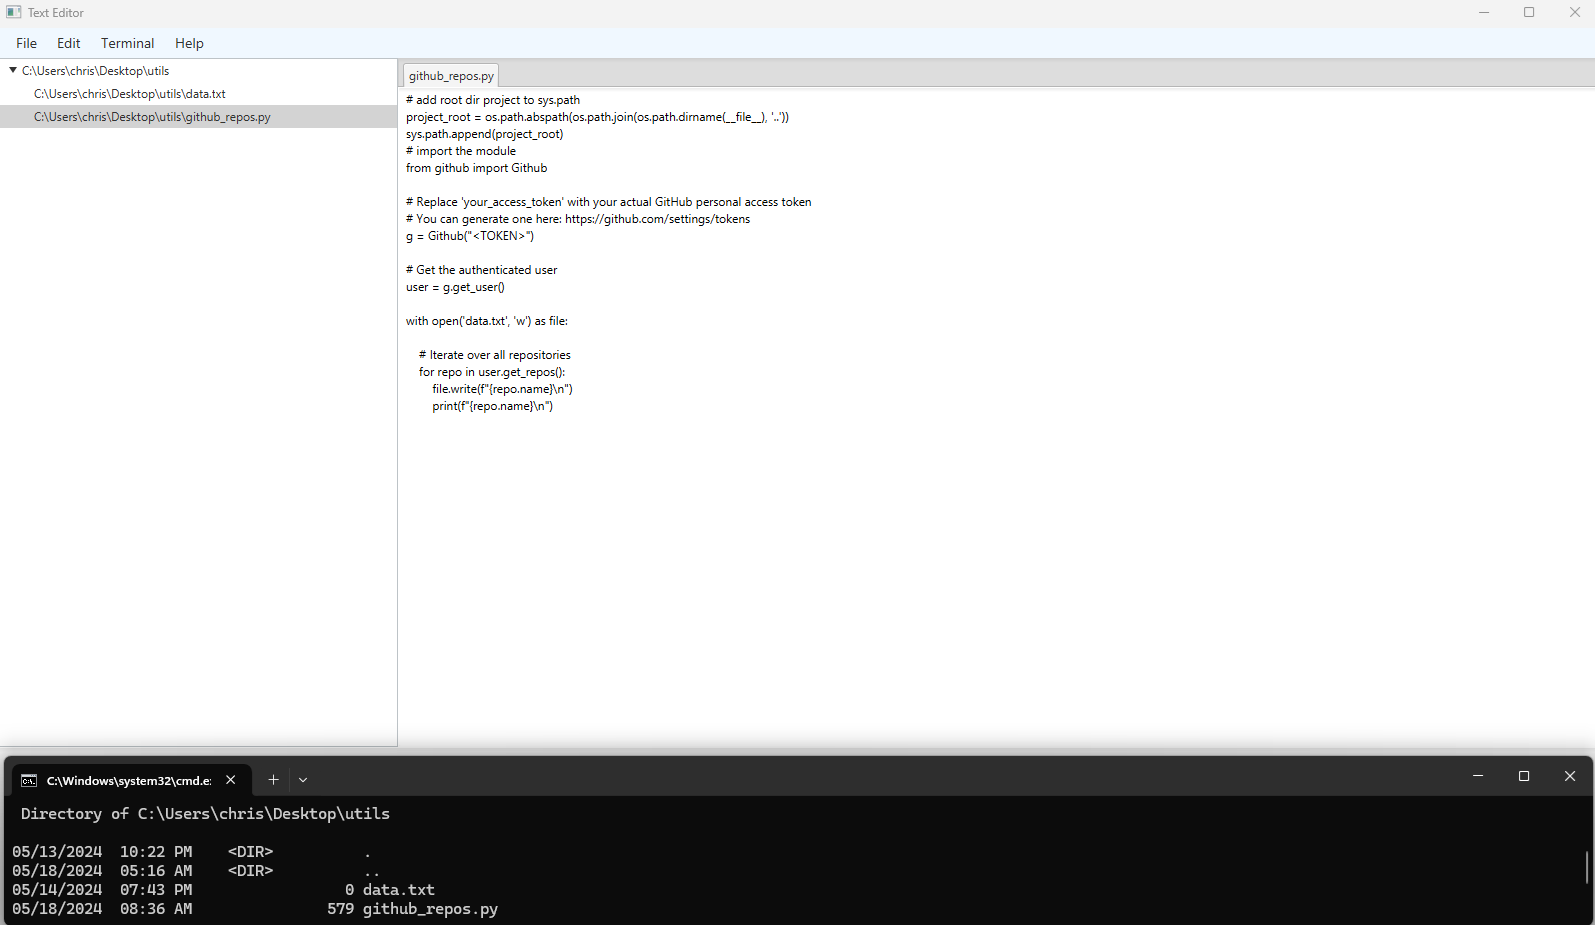 Text Editor
File Edit Terminal Help
C:\Users\chris\Desktop\utils
C:\Users\chris\Desktop\utils\data.txt
C:\Users\chris\Desktop\utils\github_repos.py
github_repos.py
# add root dir project to sys.path
project_root = os.path.abspath(os.path.join(os.path.dirname(__file__), '..'))
sys.path.append(project_root)
# import the module
from github import Github
# Replace 'your_access_token' with your actual GitHub personal access token
# You can generate one here: https://github.com/settings/tokens
g = Github("<TOKEN>")
# Get the authenticated user
user = g.get_user()
with open('data.txt', 'w') as file:
# Iterate over all repositories
for repo in user.get_repos():
file.write(f"{repo.name}\n")
print(f"{repo.name}\n")
C:\Windows\system32\cmd.e:
Directory of C:\Users\chris\Desktop\utils
05/13/2024 10:22 PM <DIR> .
05/18/2024 05:16 AM <DIR> ..
05/14/2024 07:43 PM 0 data.txt
05/18/2024 08:36 AM 579 github_repos.py